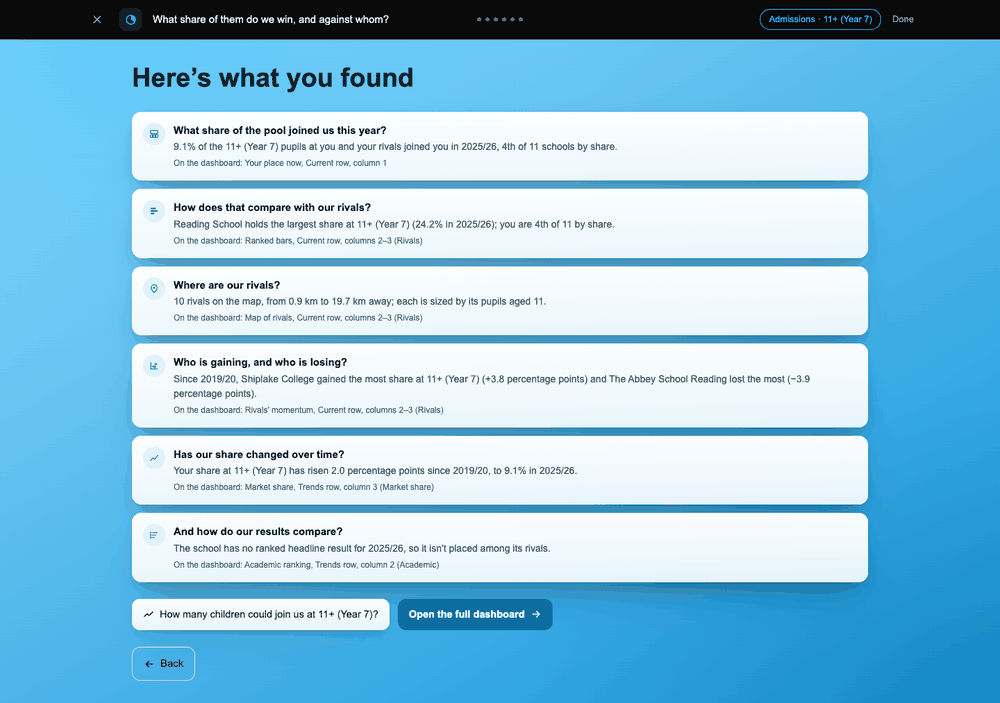 What share of them do we win, and against whom?
Admissions · 11+ (Year 7)
Done
Here’s what you found
What share of the pool joined us this year?
9.1% of the 11+ (Year 7) pupils at you and your rivals joined you in 2025/26, 4th of 11 schools by share.
On the dashboard: Your place now, Current row, column 1
How does that compare with our rivals?
Reading School holds the largest share at 11+ (Year 7) (24.2% in 2025/26); you are 4th of 11 by share.
On the dashboard: Ranked bars, Current row, columns 2–3 (Rivals)
Where are our rivals?
10 rivals on the map, from 0.9 km to 19.7 km away; each is sized by its pupils aged 11.
On the dashboard: Map of rivals, Current row, columns 2–3 (Rivals)
Who is gaining, and who is losing?
Since 2019/20, Shiplake College gained the most share at 11+ (Year 7) (+3.8 percentage points) and The Abbey School Reading lost the most (−3.9
percentage points).
On the dashboard: Rivals’ momentum, Current row, columns 2–3 (Rivals)
Has our share changed over time?
Your share at 11+ (Year 7) has risen 2.0 percentage points since 2019/20, to 9.1% in 2025/26.
On the dashboard: Market share, Trends row, column 3 (Market share)
And how do our results compare?
The school has no ranked headline result for 2025/26, so it isn’t placed among its rivals.
On the dashboard: Academic ranking, Trends row, column 2 (Academic)
How many children could join us at 11+ (Year 7)?
Open the full dashboard →
← Back